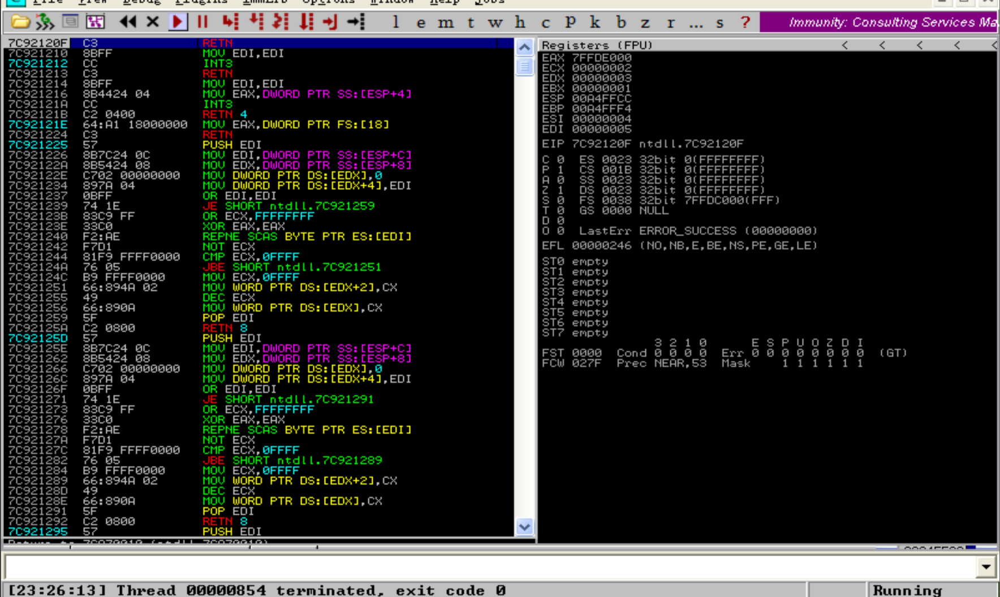 File View Debug Plugins ImmLib Options Window Help Jobs
l e m t w h c P k b z r ... s ?
Immunity: Consulting Services Ma
7C92120F C3 RETN
7C921210 8BFF MOV EDI,EDI
7C921212 CC INT3
7C921213 C3 RETN
7C921214 8BFF MOV EDI,EDI
7C921216 8B4424 04 MOV EAX,DWORD PTR SS:[ESP+4]
7C92121A CC INT3
7C92121B C2 0400 RETN 4
7C92121E 64:A1 18000000 MOV EAX,DWORD PTR FS:[18]
7C921224 C3 RETN
7C921225 57 PUSH EDI
7C921226 8B7C24 0C MOV EDI,DWORD PTR SS:[ESP+C]
7C92122A 8B5424 08 MOV EDX,DWORD PTR SS:[ESP+8]
7C92122E C702 00000000 MOV DWORD PTR DS:[EDX],0
7C921234 897A 04 MOV DWORD PTR DS:[EDX+4],EDI
7C921237 0BFF OR EDI,EDI
7C921239 74 1E JE SHORT ntdll.7C921259
7C92123B 83C9 FF OR ECX,FFFFFFFF
7C92123E 33C0 XOR EAX,EAX
7C921240 F2:AE REPNE SCAS BYTE PTR ES:[EDI]
7C921242 F7D1 NOT ECX
7C921244 81F9 FFFF0000 CMP ECX,0FFFF
7C92124A 76 05 JBE SHORT ntdll.7C921251
7C92124C B9 FFFF0000 MOV ECX,0FFFF
7C921251 66:894A 02 MOV WORD PTR DS:[EDX+2],CX
7C921255 49 DEC ECX
7C921256 66:890A MOV WORD PTR DS:[EDX],CX
7C921259 5F POP EDI
7C92125A C2 0800 RETN 8
7C92125D 57 PUSH EDI
7C92125E 8B7C24 0C MOV EDI,DWORD PTR SS:[ESP+C]
7C921262 8B5424 08 MOV EDX,DWORD PTR SS:[ESP+8]
7C921266 C702 00000000 MOV DWORD PTR DS:[EDX],0
7C92126C 897A 04 MOV DWORD PTR DS:[EDX+4],EDI
7C92126F 0BFF OR EDI,EDI
7C921271 74 1E JE SHORT ntdll.7C921291
7C921273 83C9 FF OR ECX,FFFFFFFF
7C921276 33C0 XOR EAX,EAX
7C921278 F2:AE REPNE SCAS BYTE PTR ES:[EDI]
7C92127A F7D1 NOT ECX
7C92127C 81F9 FFFF0000 CMP ECX,0FFFF
7C921282 76 05 JBE SHORT ntdll.7C921289
7C921284 B9 FFFF0000 MOV ECX,0FFFF
7C921289 66:894A 02 MOV WORD PTR DS:[EDX+2],CX
7C92128D 49 DEC ECX
7C92128E 66:890A MOV WORD PTR DS:[EDX],CX
7C921291 5F POP EDI
7C921292 C2 0800 RETN 8
7C921295 57 PUSH EDI
Registers (FPU) < < < < <
EAX 7FFDE000
ECX 00000002
EDX 00000003
EBX 00000001
ESP 00A4FFCC
EBP 00A4FFF4
ESI 00000004
EDI 00000005
EIP 7C92120F ntdll.7C92120F
C 0 ES 0023 32bit 0(FFFFFFFF)
P 1 CS 001B 32bit 0(FFFFFFFF)
A 0 SS 0023 32bit 0(FFFFFFFF)
Z 1 DS 0023 32bit 0(FFFFFFFF)
S 0 FS 0038 32bit 7FFDC000(FFF)
T 0 GS 0000 NULL
D 0
O 0 LastErr ERROR_SUCCESS (00000000)
EFL 00000246 (NO,NB,E,BE,NS,PE,GE,LE)
ST0 empty
ST1 empty
ST2 empty
ST3 empty
ST4 empty
ST5 empty
ST6 empty
ST7 empty
3 2 1 0 E S P U O Z D I
FST 0000 Cond 0 0 0 0 Err 0 0 0 0 0 0 0 0 (GT)
FCW 027F Prec NEAR,53 Mask 1 1 1 1 1 1
Return to
[23:26:13] Thread 00000854 terminated, exit code 0
Running